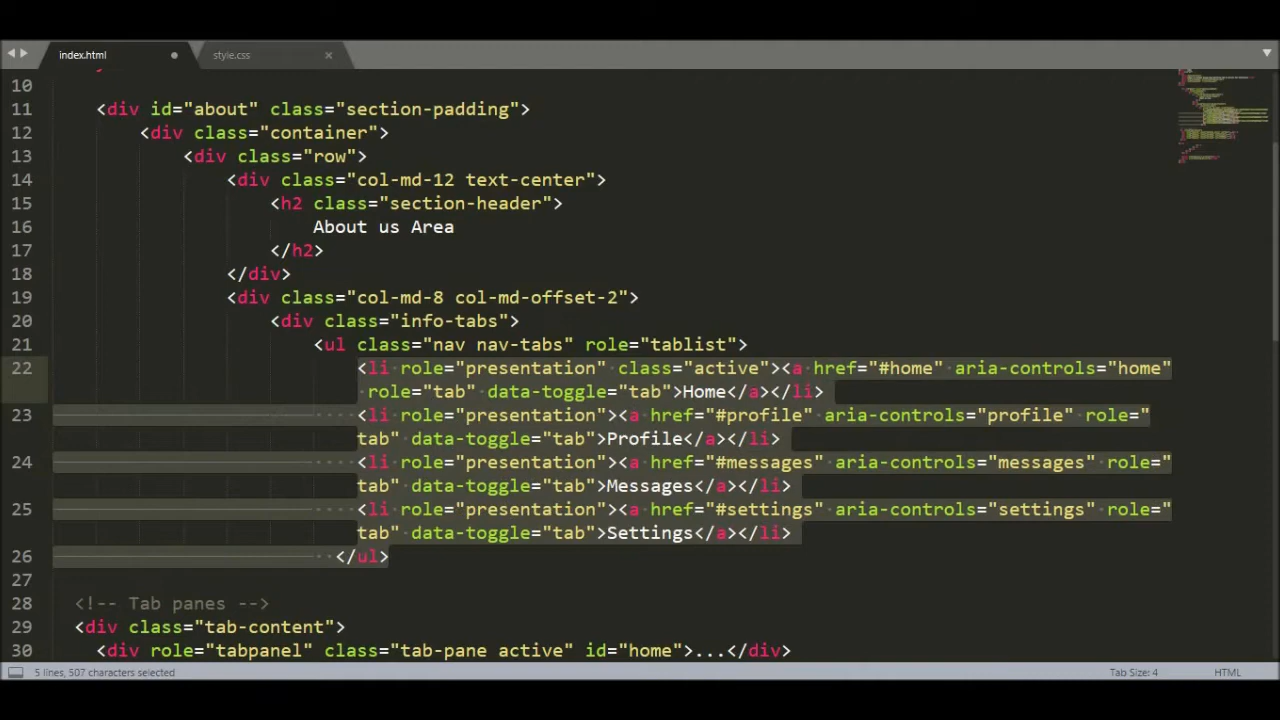 index.html
style.css
10
11 <div id="about" class="section-padding">
12 <div class="container">
13 <div class="row">
14 <div class="col-md-12 text-center">
15 <h2 class="section-header">
16 About us Area
17 </h2>
18 </div>
19 <div class="col-md-8 col-md-offset-2">
20 <div class="info-tabs">
21 <ul class="nav nav-tabs" role="tablist">
22 <li role="presentation" class="active"><a href="#home" aria-controls="home"
role="tab" data-toggle="tab">Home</a></li>
23 <li role="presentation"><a href="#profile" aria-controls="profile" role="
tab" data-toggle="tab">Profile</a></li>
24 <li role="presentation"><a href="#messages" aria-controls="messages" role="
tab" data-toggle="tab">Messages</a></li>
25 <li role="presentation"><a href="#settings" aria-controls="settings" role="
tab" data-toggle="tab">Settings</a></li>
26 </ul>
27
28 <!-- Tab panes -->
29 <div class="tab-content">
30 <div role="tabpanel" class="tab-pane active" id="home">...</div>
5 lines, 507 characters selected
Tab Size: 4
HTML